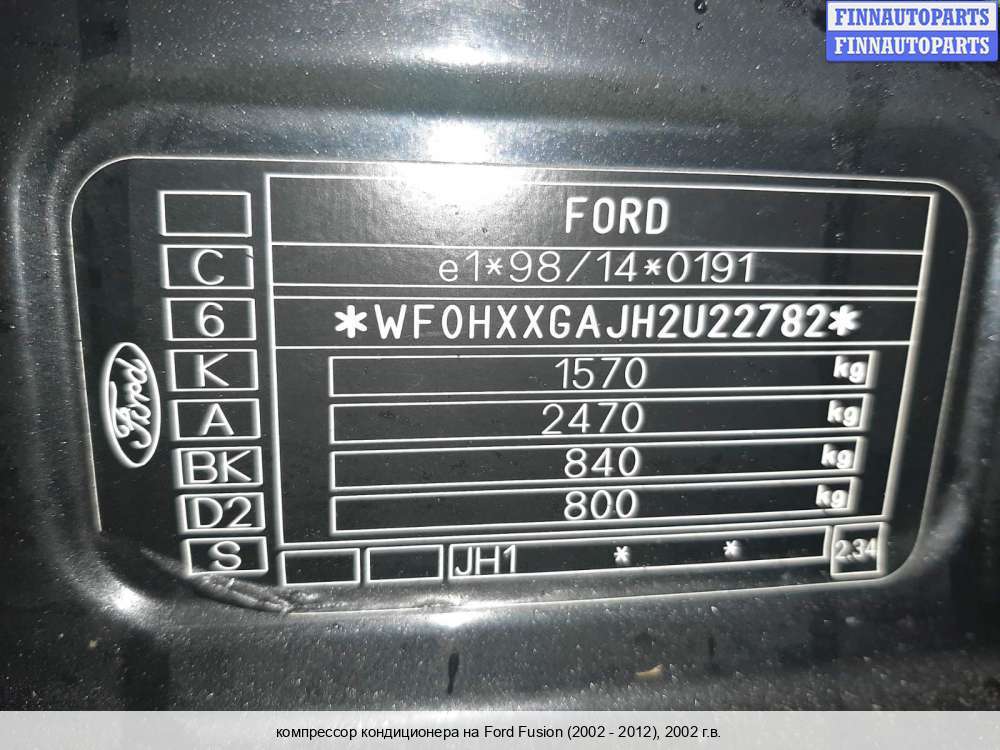 FINNAUTOPARTS
FINNAUTOPARTS
FORD
C
e1*98/14*0191
6
*WF0HXXGAJH2U22782*
K
1570 kg
A
2470 kg
BK
840 kg
D2
800 kg
S
JH1 * * 2.34
Ford
компрессор кондиционера на Ford Fusion (2002 - 2012), 2002 г.в.